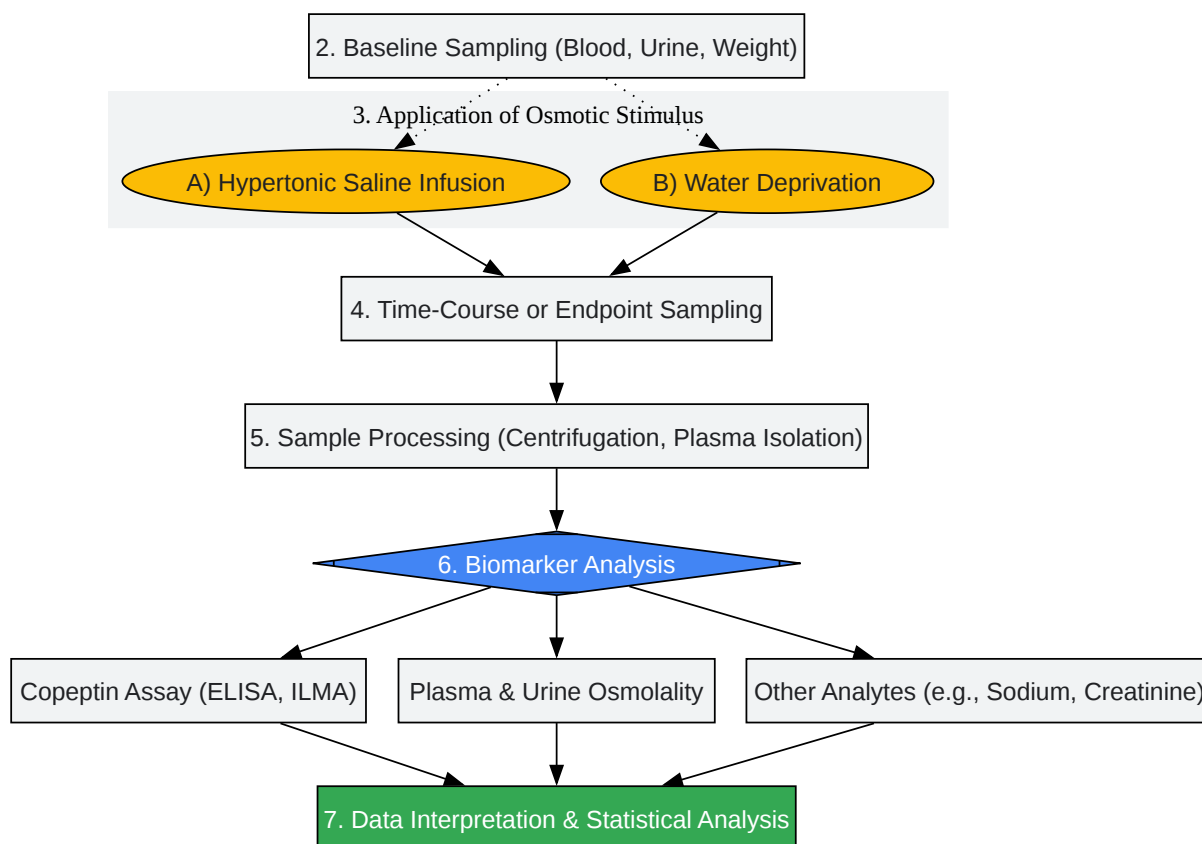 2. Baseline Sampling (Blood, Urine, Weight)
3. Application of Osmotic Stimulus
A) Hypertonic Saline Infusion
B) Water Deprivation
4. Time-Course or Endpoint Sampling
5. Sample Processing (Centrifugation, Plasma Isolation)
6. Biomarker Analysis
Copeptin Assay (ELISA, ILMA)
Plasma & Urine Osmolality
Other Analytes (e.g., Sodium, Creatinine)
7. Data Interpretation & Statistical Analysis